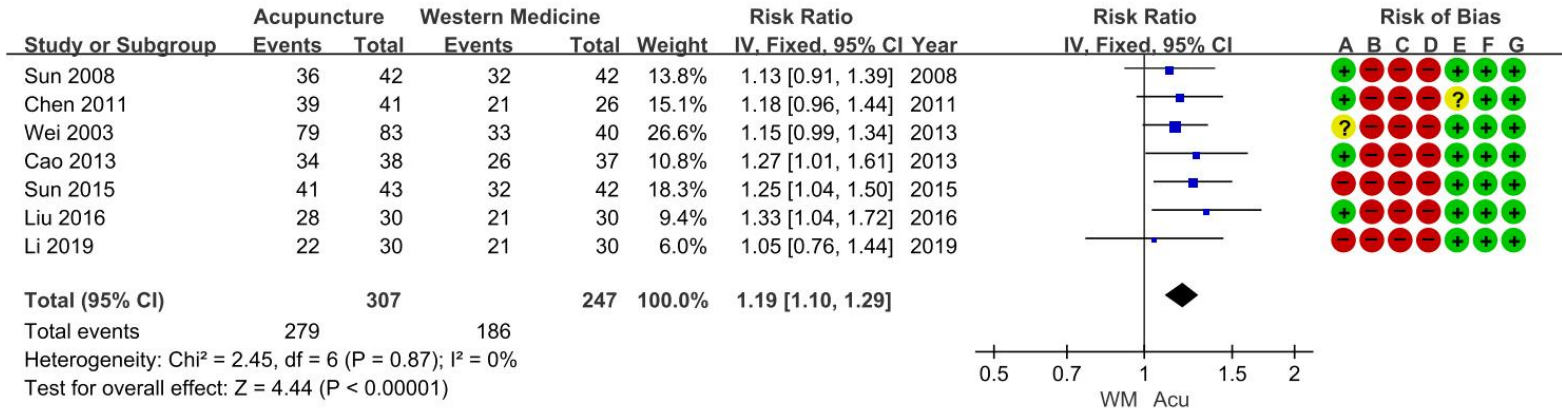 Acupuncture Western Medicine Risk Ratio Risk Ratio Risk of Bias
Study or Subgroup Events Total Events Total Weight IV, Fixed, 95% CI Year IV, Fixed, 95% CI A B C D E F G
Sun 2008 36 42 32 42 13.8% 1.13 [0.91, 1.39] 2008 + − − − + + +
Chen 2011 39 41 21 26 15.1% 1.18 [0.96, 1.44] 2011 + − − − ? + +
Wei 2003 79 83 33 40 26.6% 1.15 [0.99, 1.34] 2013 ? − − − + + +
Cao 2013 34 38 26 37 10.8% 1.27 [1.01, 1.61] 2013 + − − − + + +
Sun 2015 41 43 32 42 18.3% 1.25 [1.04, 1.50] 2015 − − − − + + +
Liu 2016 28 30 21 30 9.4% 1.33 [1.04, 1.72] 2016 + − − − + + +
Li 2019 22 30 21 30 6.0% 1.05 [0.76, 1.44] 2019 − − − − + + +
Total (95% CI) 307 247 100.0% 1.19 [1.10, 1.29]
Total events 279 186
Heterogeneity: Chi² = 2.45, df = 6 (P = 0.87); I² = 0%
Test for overall effect: Z = 4.44 (P < 0.00001)
0.5 0.7 1 1.5 2
WM Acu